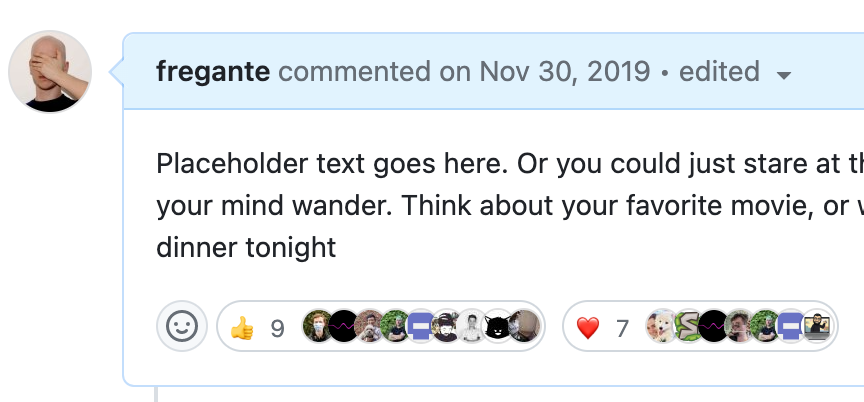 fregante commented on Nov 30, 2019 • edited
Placeholder text goes here. Or you could just stare at
your mind wander. Think about your favorite movie, or
dinner tonight
👍 9 ❤️ 7